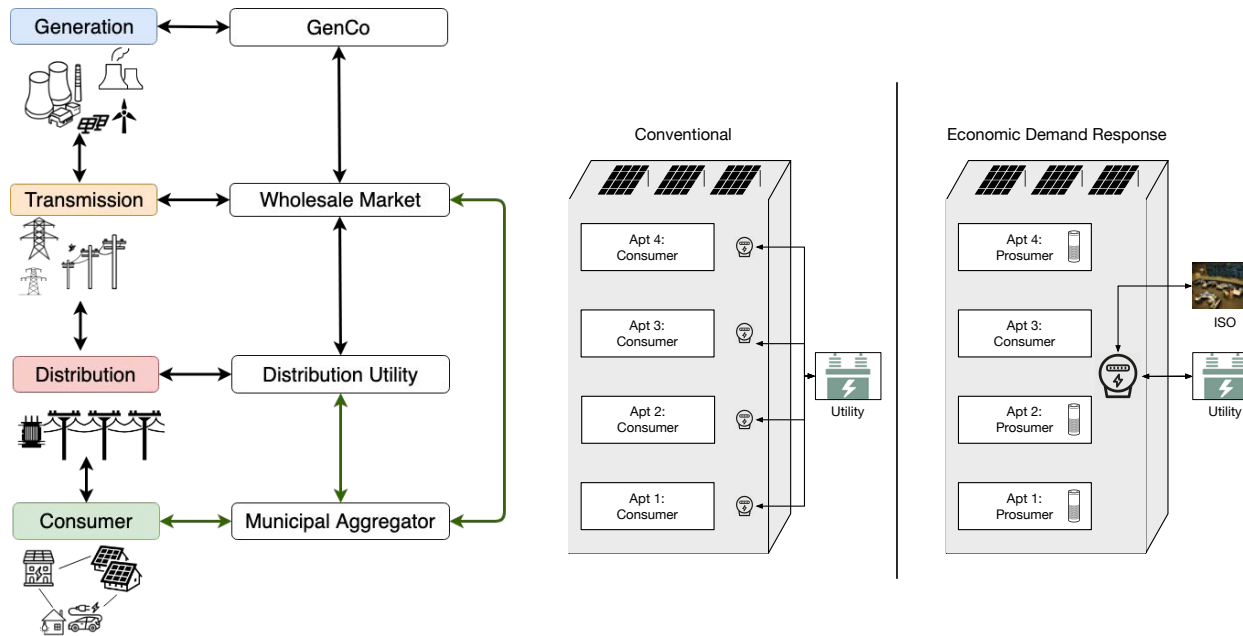 Generation
GenCo
Transmission
Wholesale Market
Distribution
Distribution Utility
Consumer
Municipal Aggregator
Conventional
Apt 4:
Consumer
Apt 3:
Consumer
Apt 2:
Consumer
Apt 1:
Consumer
Utility
Economic Demand Response
Apt 4:
Prosumer
Apt 3:
Consumer
Apt 2:
Prosumer
Apt 1:
Prosumer
ISO
Utility